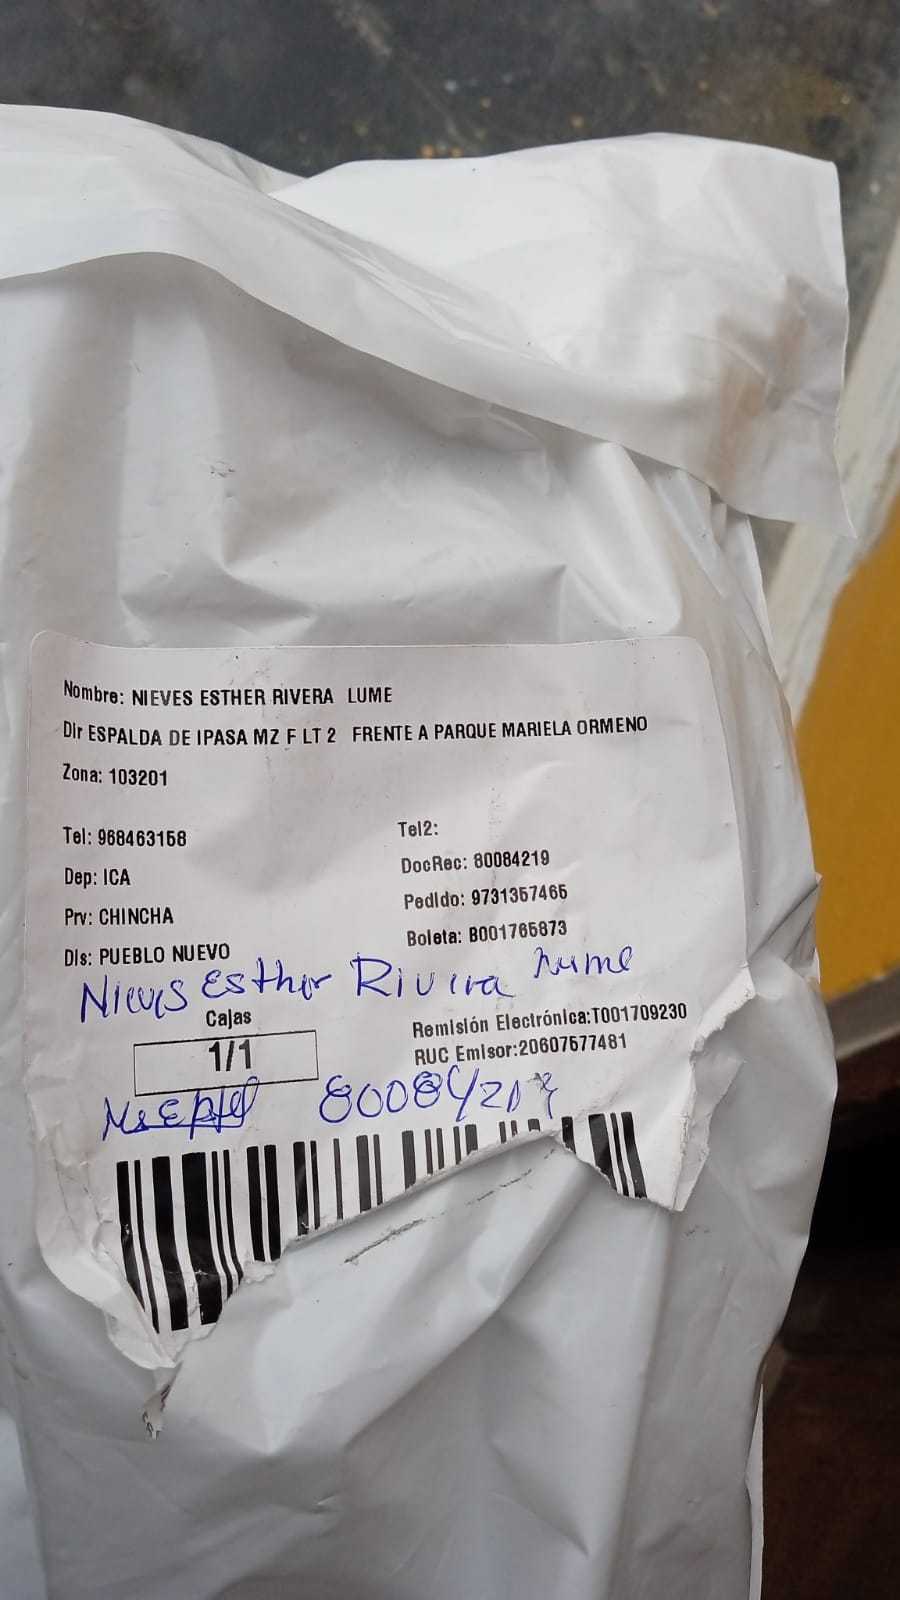 Nombre: NIEVES ESTHER RIVERA LUME
Dir ESPALDA DE IPASA MZ F LT 2 FRENTE A PARQUE MARIELA ORMENO
Zona: 103201
Tel: 968463158 Tel2:
Dep: ICA DocRec: 80084219
Prv: CHINCHA Pedido: 9731357465
Dis: PUEBLO NUEVO Boleta: B001765873
Nieves Esther Rivera Lume
Cajas
1/1
Remisión Electrónica:T001709230
RUC Emisor:20607577481
80084219